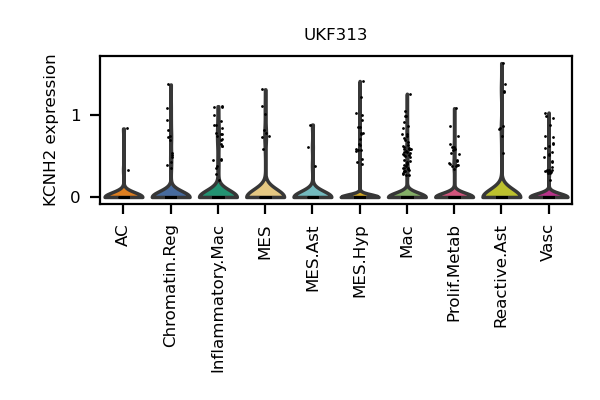 UKF313
KCNH2 expression
1
0
AC
Chromatin.Reg
Inflammatory.Mac
MES
MES.Ast
MES.Hyp
Mac
Prolif.Metab
Reactive.Ast
Vasc